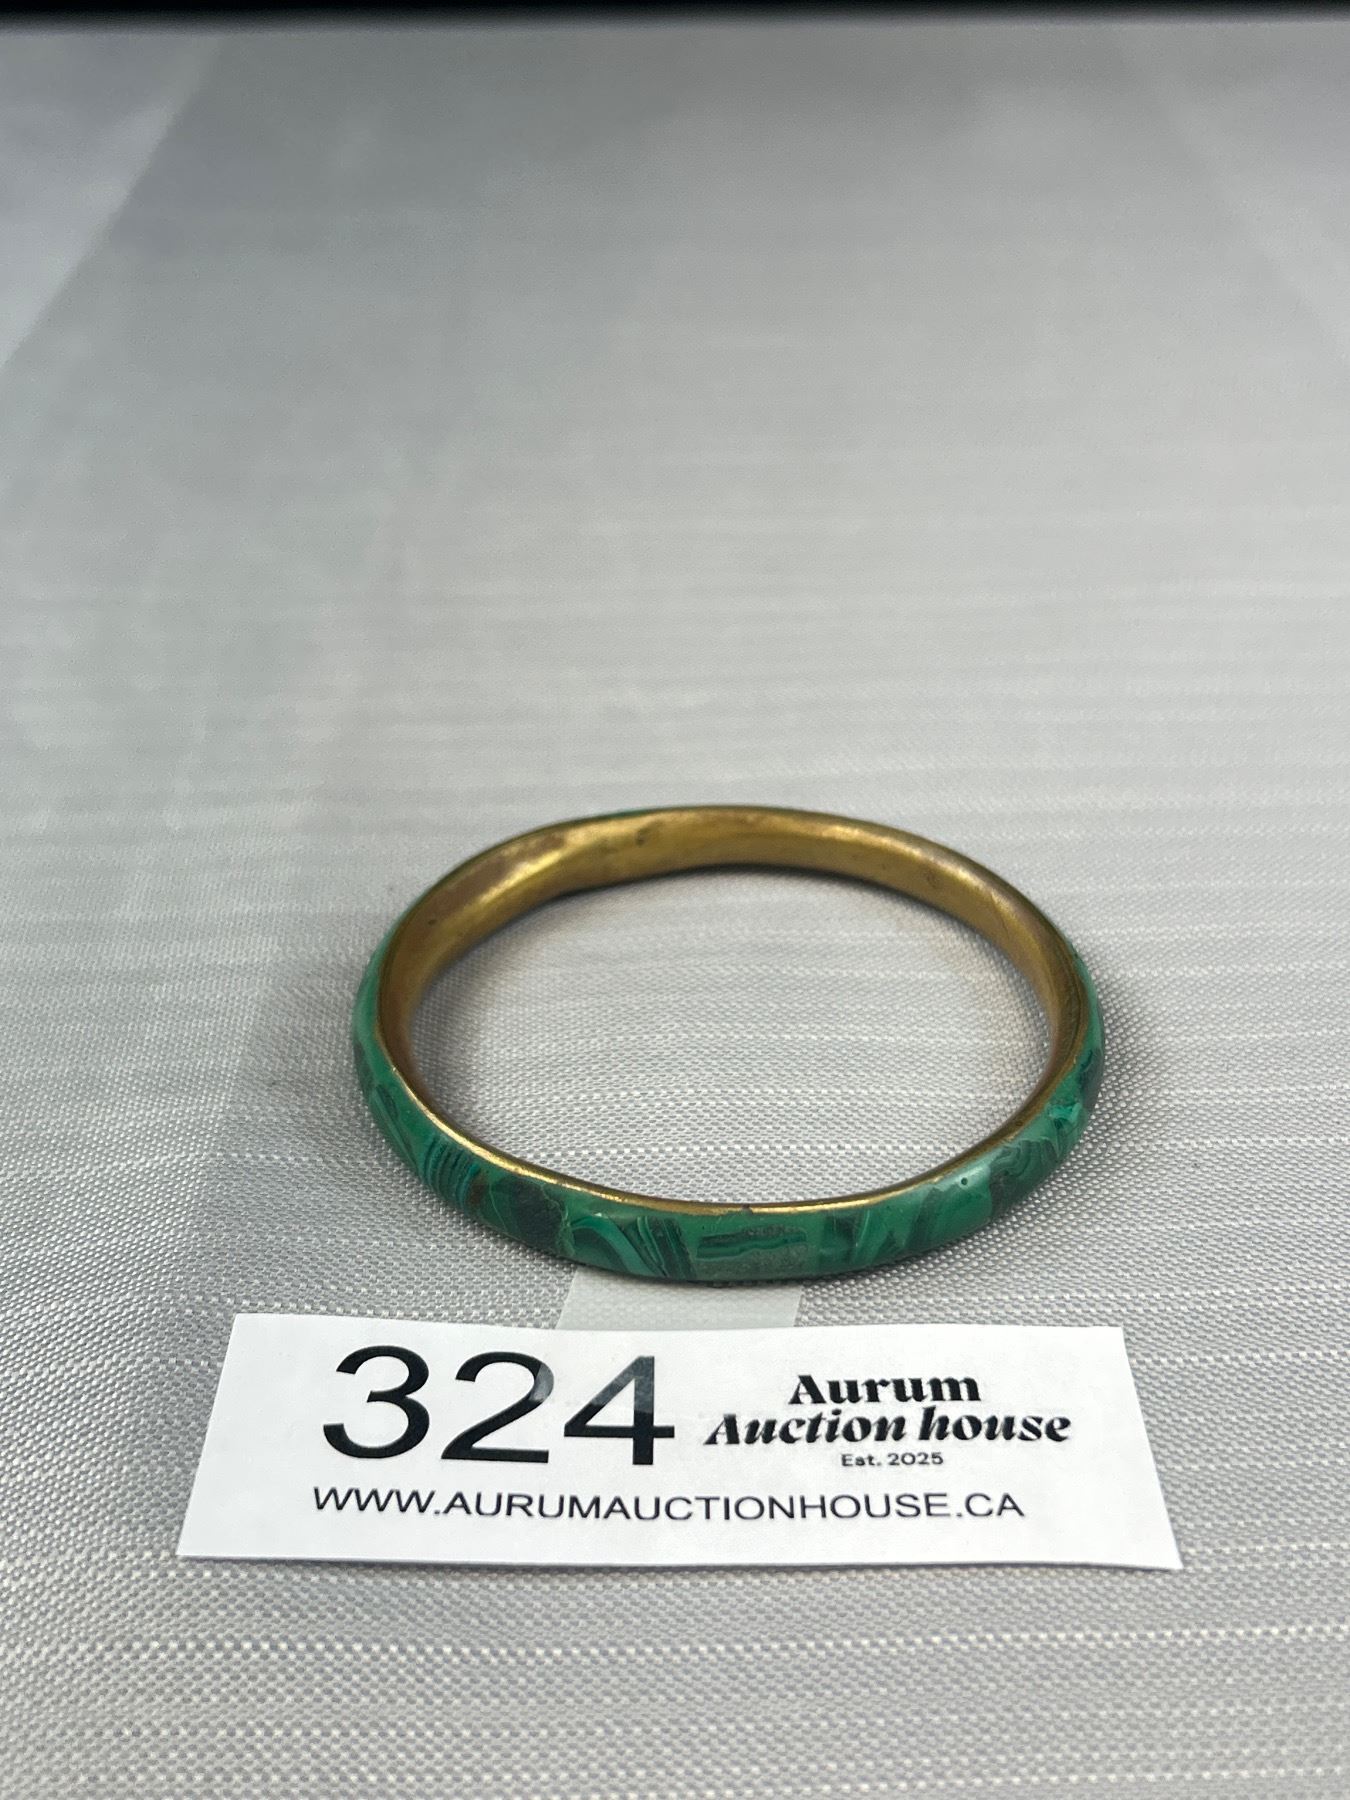 324
Aurum
Auction house
Est. 2025
WWW.AURUMAUCTIONHOUSE.CA